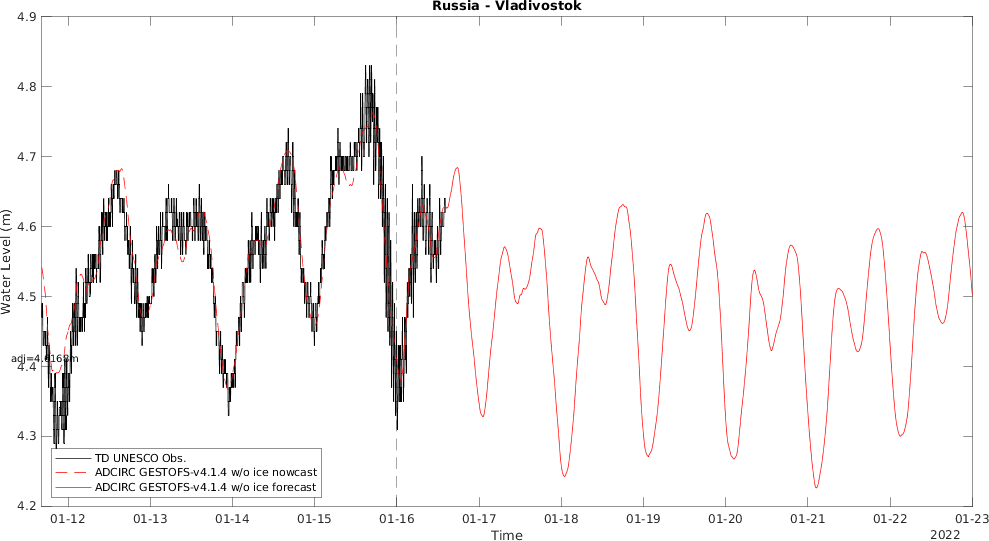 Russia - Vladivostok
4.9
4.8
4.7
4.6
4.5
4.4
4.3
4.2
Water Level (m)
TD UNESCO Obs.
ADCIRC GESTOFS-v4.1.4 w/o ice nowcast
ADCIRC GESTOFS-v4.1.4 w/o ice forecast
01-12 01-13 01-14 01-15 01-16 01-17 01-18 01-19 01-20 01-21 01-22 01-23
Time
2022